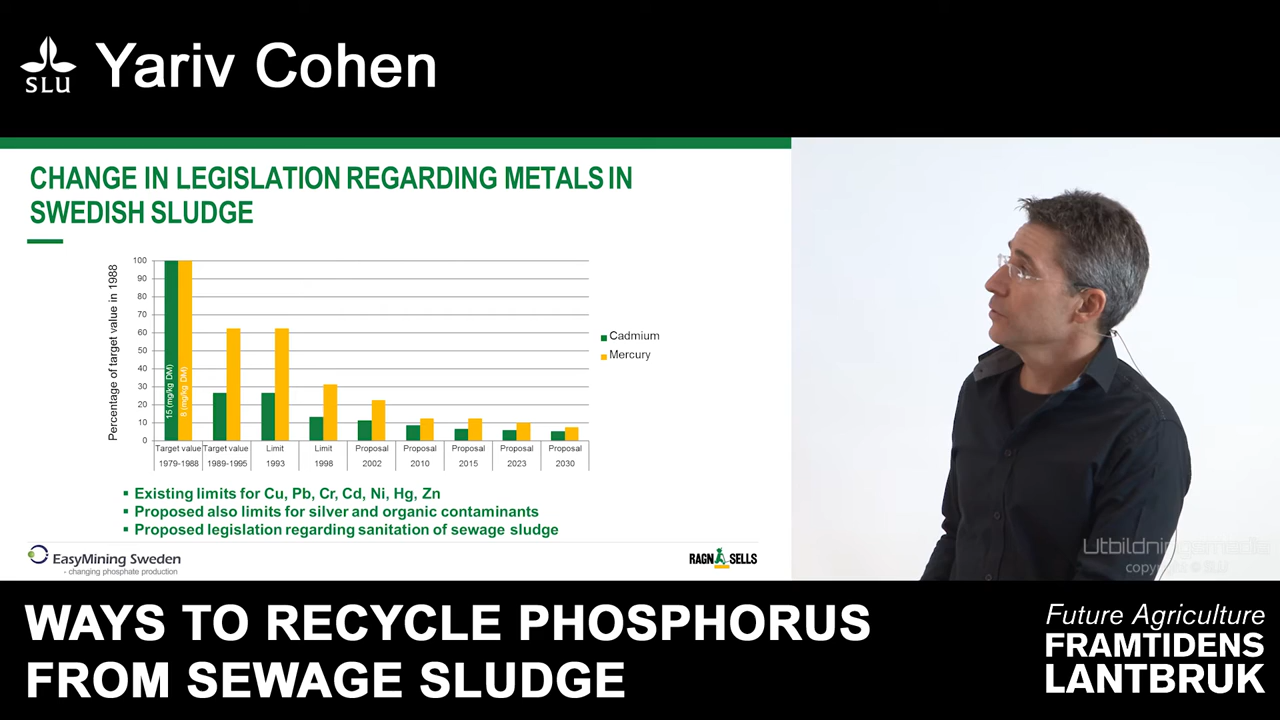 SLU
Yariv Cohen
CHANGE IN LEGISLATION REGARDING METALS IN
SWEDISH SLUDGE
Percentage of target value in 1988
100
90
80
70
60
50
40
30
20
10
0
15 (mg/kg DM)
8 (mg/kg DM)
Target value Target value Limit Limit Proposal Proposal Proposal Proposal Proposal
1979-1988 1989-1995 1993 1998 2002 2010 2015 2023 2030
Cadmium
Mercury
▪ Existing limits for Cu, Pb, Cr, Cd, Ni, Hg, Zn
▪ Proposed also limits for silver and organic contaminants
▪ Proposed legislation regarding sanitation of sewage sludge
EasyMining Sweden
- changing phosphate production
RAGN SELLS
Utbildningsmedia
WAYS TO RECYCLE PHOSPHORUS
FROM SEWAGE SLUDGE
Future Agriculture
FRAMTIDENS
LANTBRUK